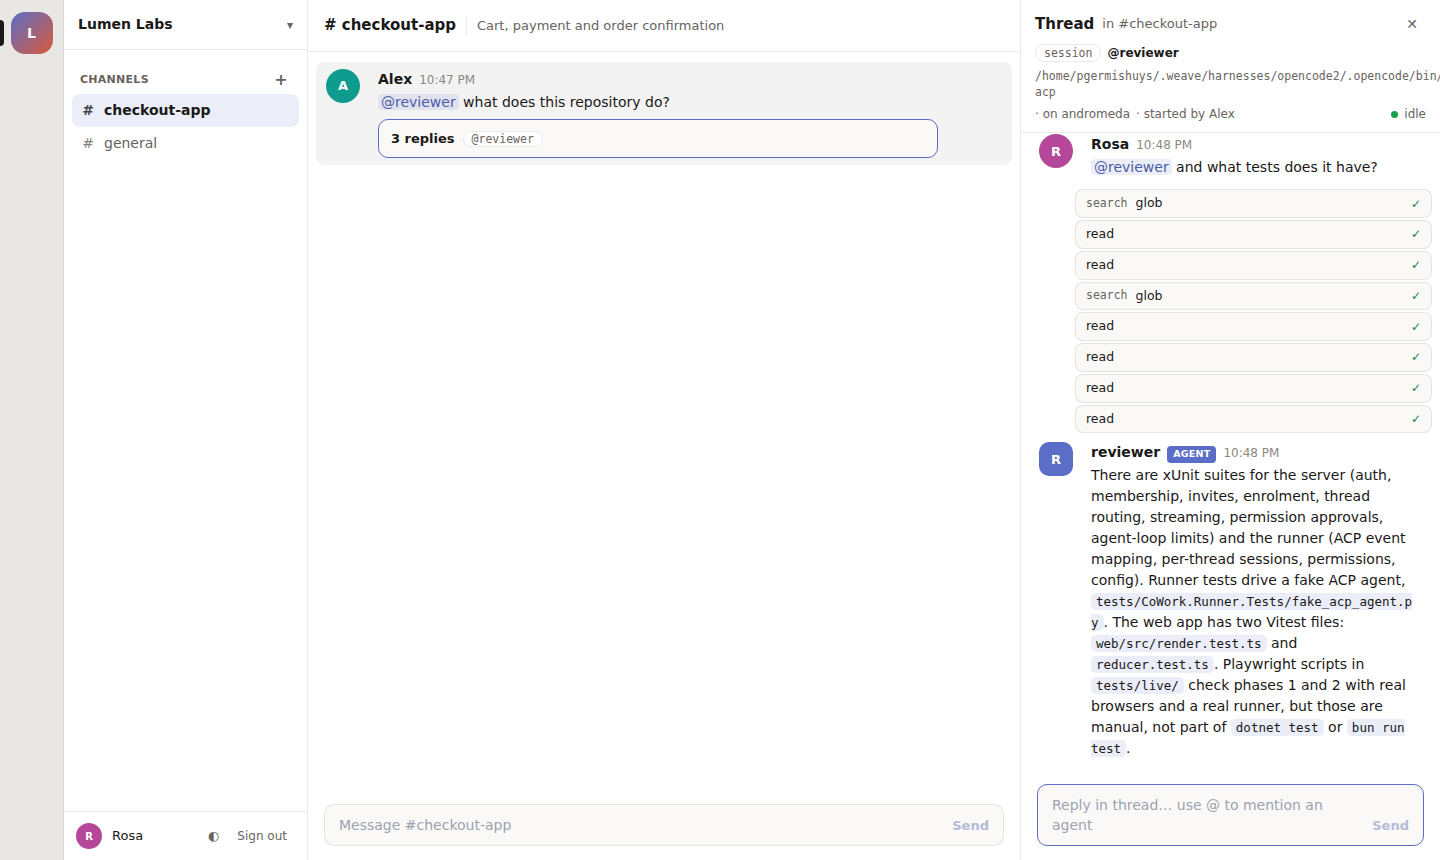 L
Lumen Labs ▾
CHANNELS +
# checkout-app
# general
R Rosa ◐ Sign out
# checkout-app Cart, payment and order confirmation
A
Alex 10:47 PM
@reviewer what does this repository do?
3 replies @reviewer
Message #checkout-app Send
Thread in #checkout-app ✕
session @reviewer
/home/pgermishuys/.weave/harnesses/opencode2/.opencode/bin/
acp
· on andromeda · started by Alex idle
R
Rosa 10:48 PM
@reviewer and what tests does it have?
search glob ✓
read ✓
read ✓
search glob ✓
read ✓
read ✓
read ✓
read ✓
R
reviewer AGENT 10:48 PM
There are xUnit suites for the server (auth,
membership, invites, enrolment, thread
routing, streaming, permission approvals,
agent-loop limits) and the runner (ACP event
mapping, per-thread sessions, permissions,
config). Runner tests drive a fake ACP agent,
tests/CoWork.Runner.Tests/fake_acp_agent.p
y. The web app has two Vitest files:
web/src/render.test.ts and
reducer.test.ts. Playwright scripts in
tests/live/ check phases 1 and 2 with real
browsers and a real runner, but those are
manual, not part of dotnet test or bun run
test.
Reply in thread... use @ to mention an
agent Send